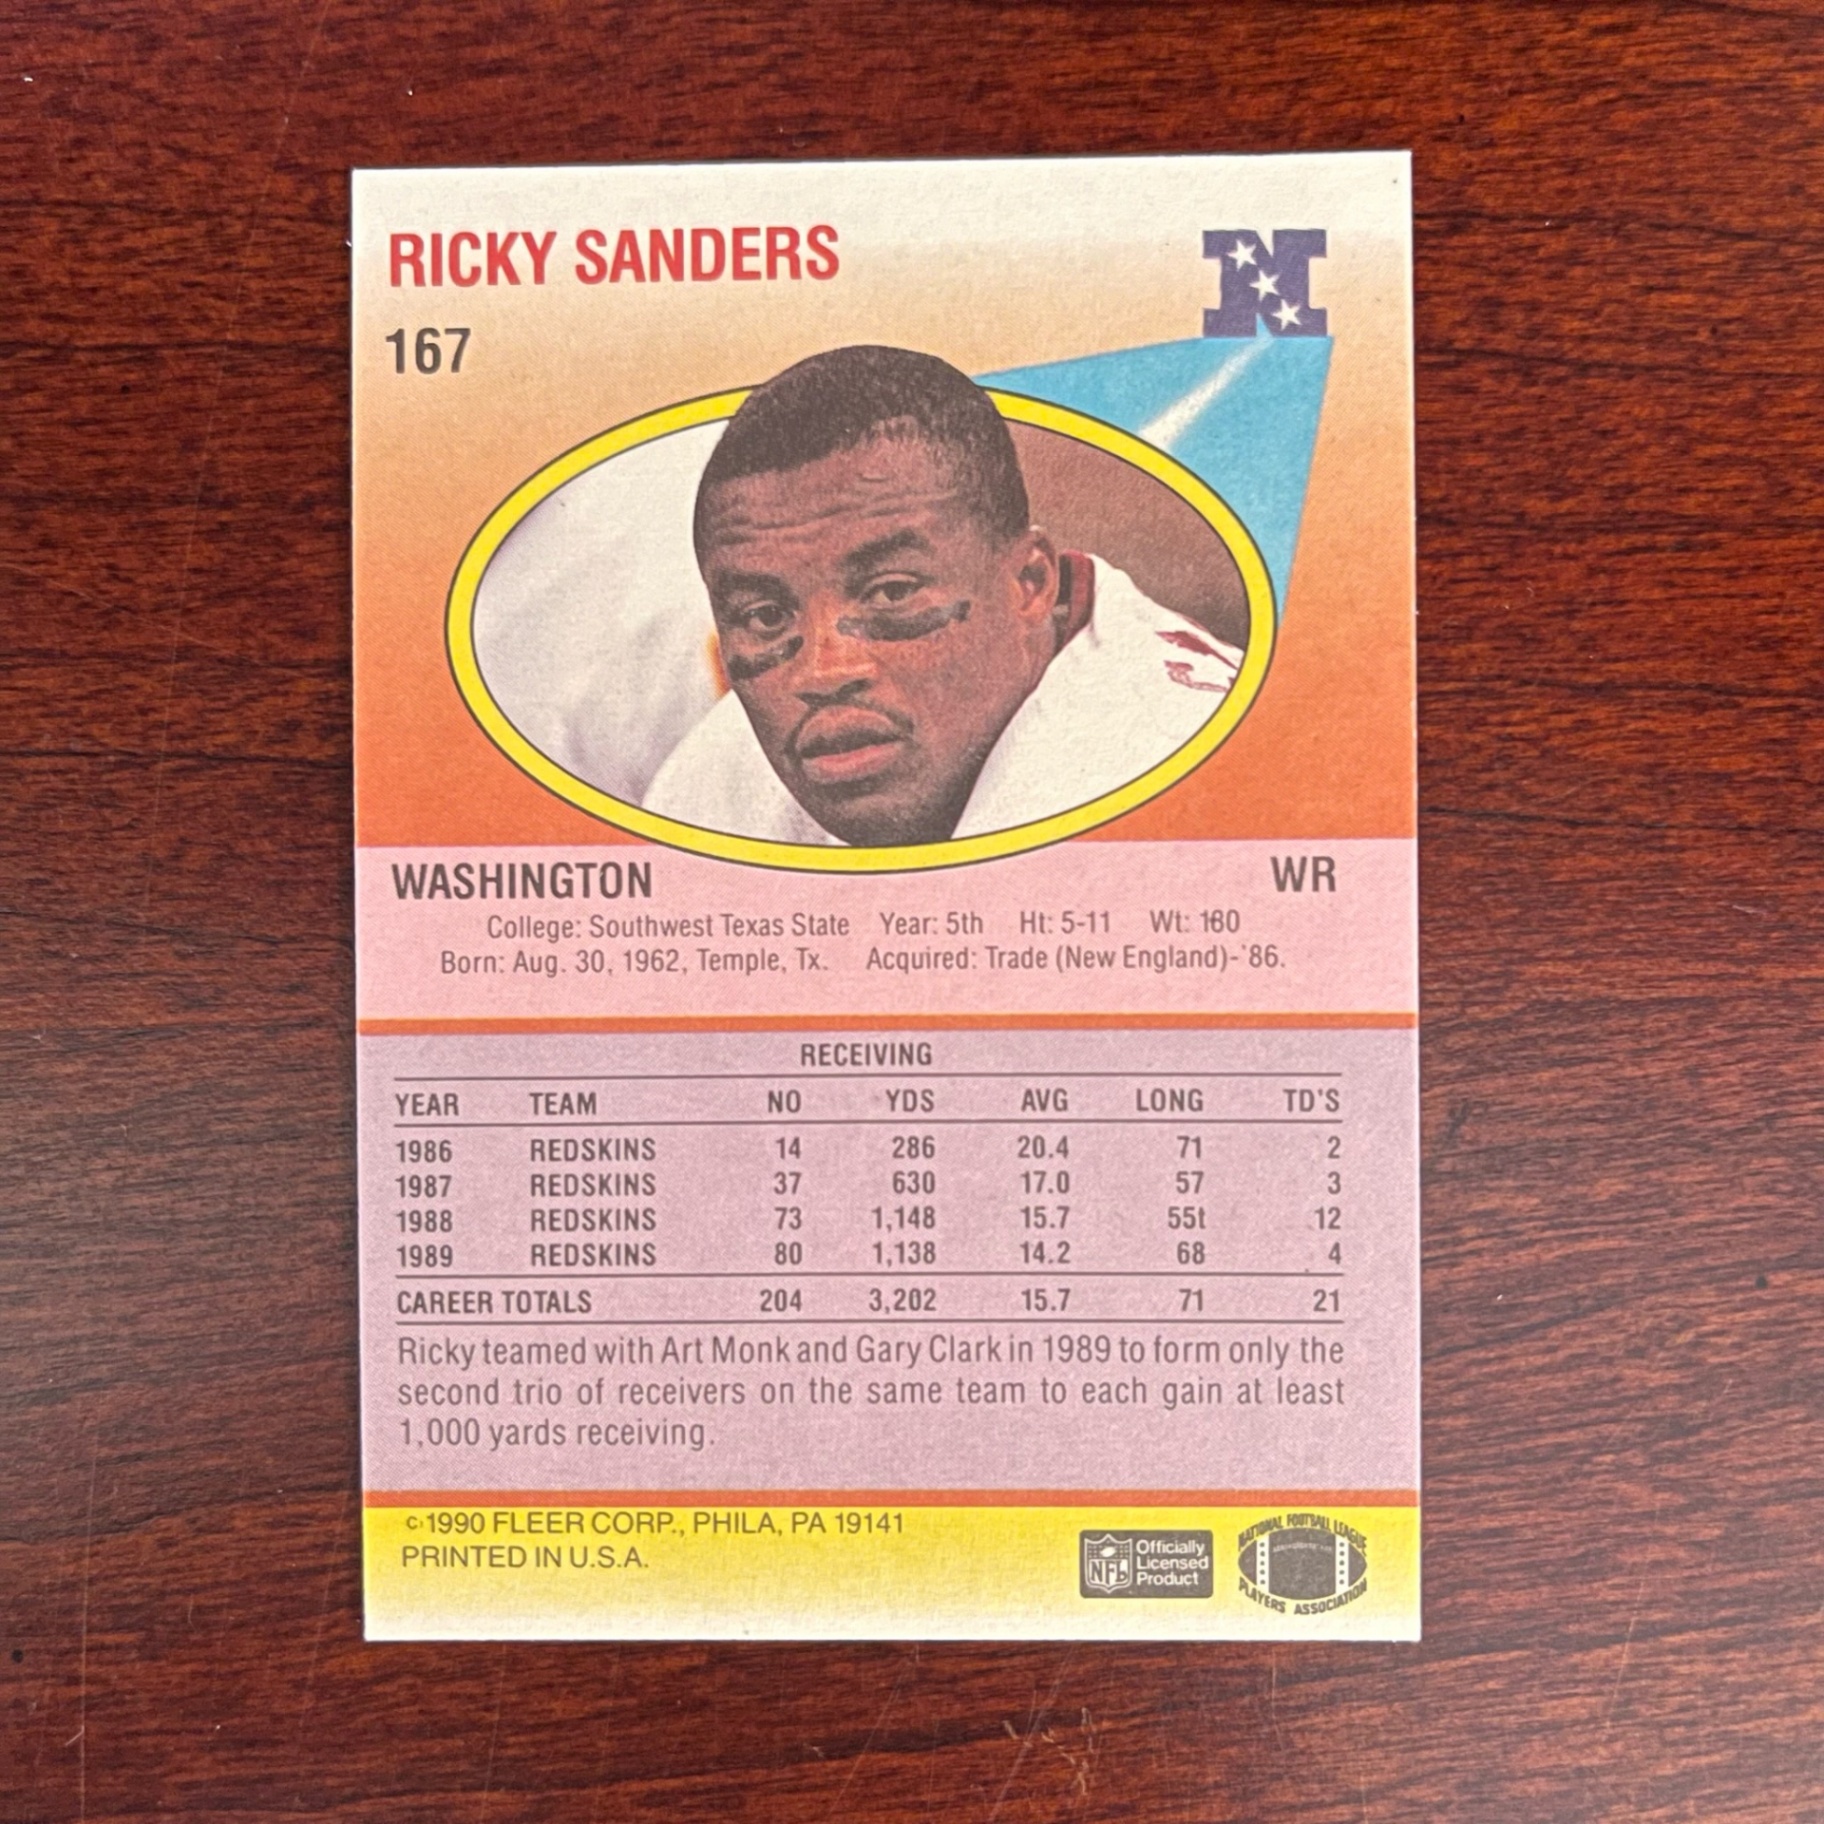 RICKY SANDERS
167
N
WASHINGTON WR
College: Southwest Texas State Year: 5th Ht: 5-11 Wt: 180
Born: Aug. 30, 1962, Temple, Tx. Acquired: Trade (New England)-'86.
RECEIVING
YEAR TEAM NO YDS AVG LONG TD'S
1986 REDSKINS 14 286 20.4 71 2
1987 REDSKINS 37 630 17.0 57 3
1988 REDSKINS 73 1,148 15.7 55t 12
1989 REDSKINS 80 1,138 14.2 68 4
CAREER TOTALS 204 3,202 15.7 71 21
Ricky teamed with Art Monk and Gary Clark in 1989 to form only the
second trio of receivers on the same team to each gain at least
1,000 yards receiving.
©1990 FLEER CORP., PHILA, PA 19141
PRINTED IN U.S.A.
NFL
Officially
Licensed
Product
NATIONAL FOOTBALL LEAGUE
PLAYERS ASSOCIATION